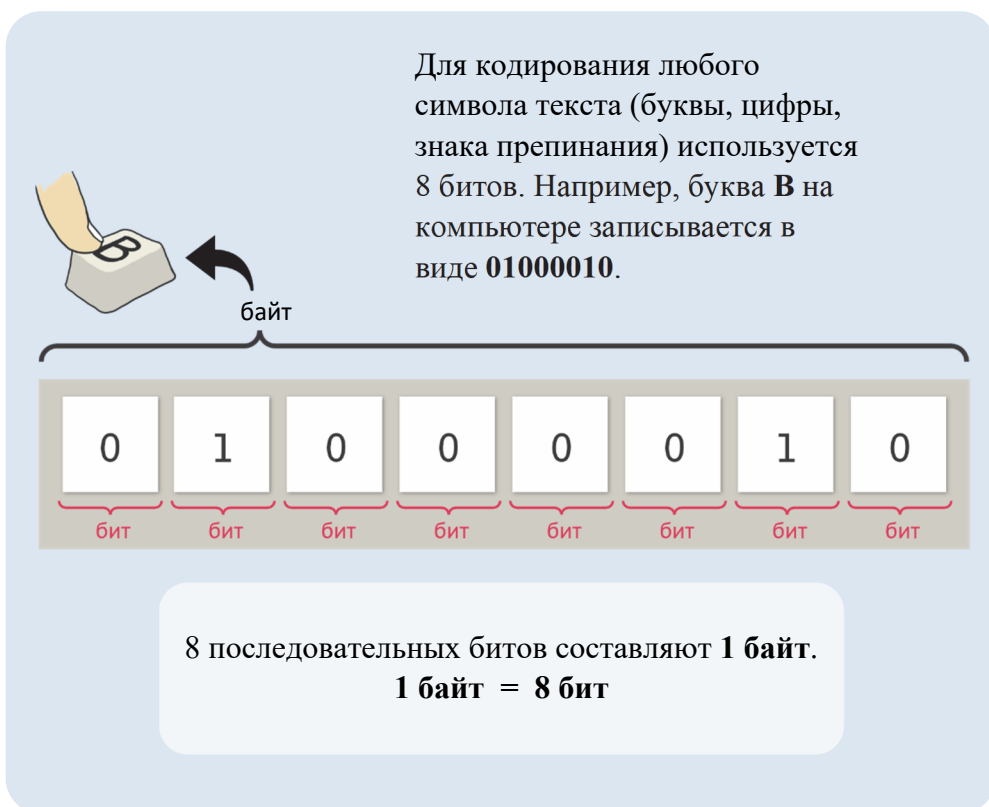 Для кодирования любого
символа текста (буквы, цифры,
знака препинания) используется
8 битов. Например, буква В на
компьютере записывается в
виде 01000010.
B
байт
0 1 0 0 0 0 1 0
бит бит бит бит бит бит бит бит
8 последовательных битов составляют 1 байт.
1 байт = 8 бит